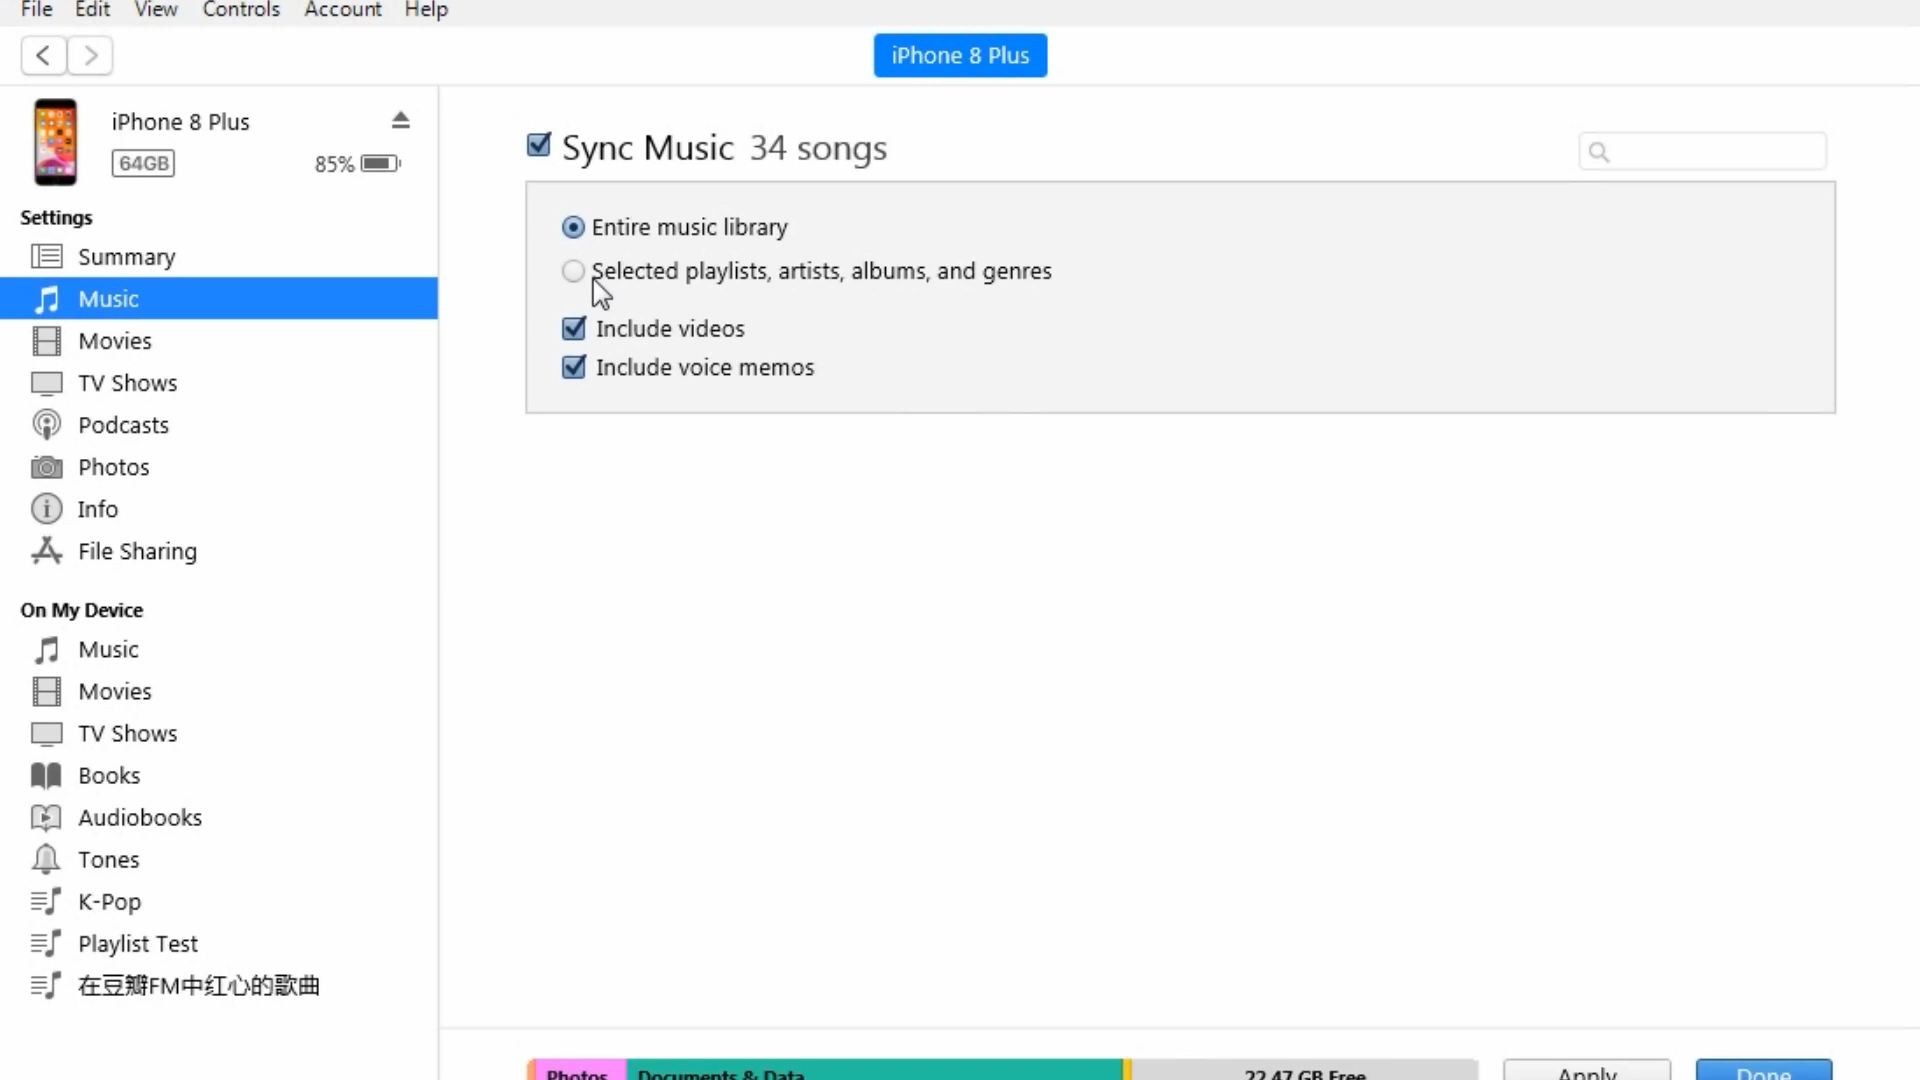 File Edit View Controls Account Help
iPhone 8 Plus
iPhone 8 Plus
64GB 85%
Settings
Summary
Music
Movies
TV Shows
Podcasts
Photos
Info
File Sharing
On My Device
Music
Movies
TV Shows
Books
Audiobooks
Tones
K-Pop
Playlist Test
在豆瓣FM中红心的歌曲
Sync Music 34 songs
Entire music library
Selected playlists, artists, albums, and genres
Include videos
Include voice memos
Photos Documents & Data 22.47 GB Free Apply Done